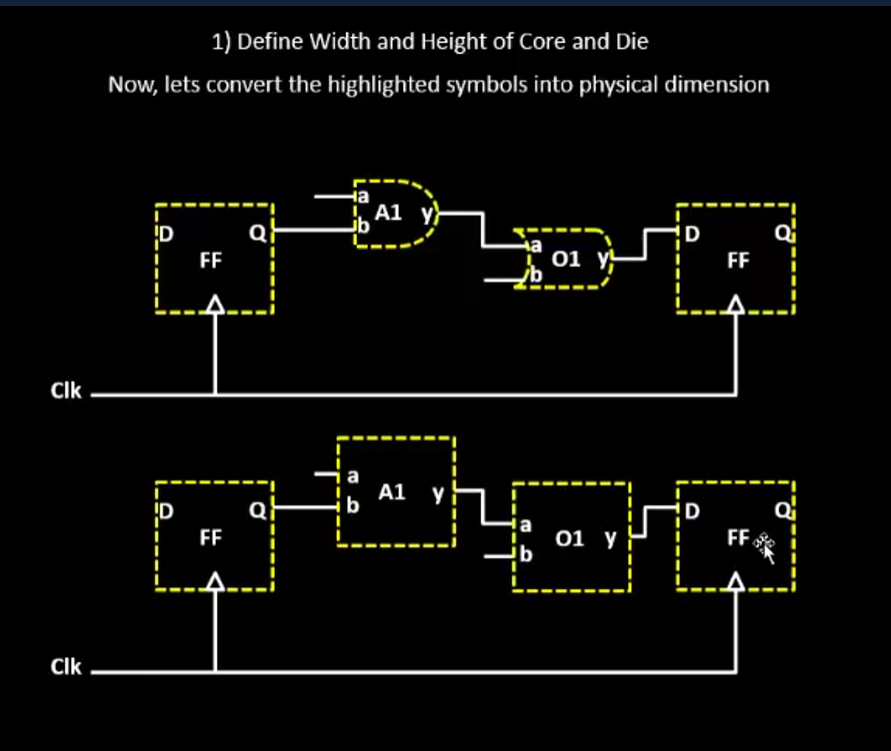 1) Define Width and Height of Core and Die
Now, lets convert the highlighted symbols into physical dimension
a
A1 y
b
D Q
FF
a
O1 y
b
D Q
FF
Clk
a
A1 y
b
D Q
FF
a
O1 y
b
D Q
FF
Clk